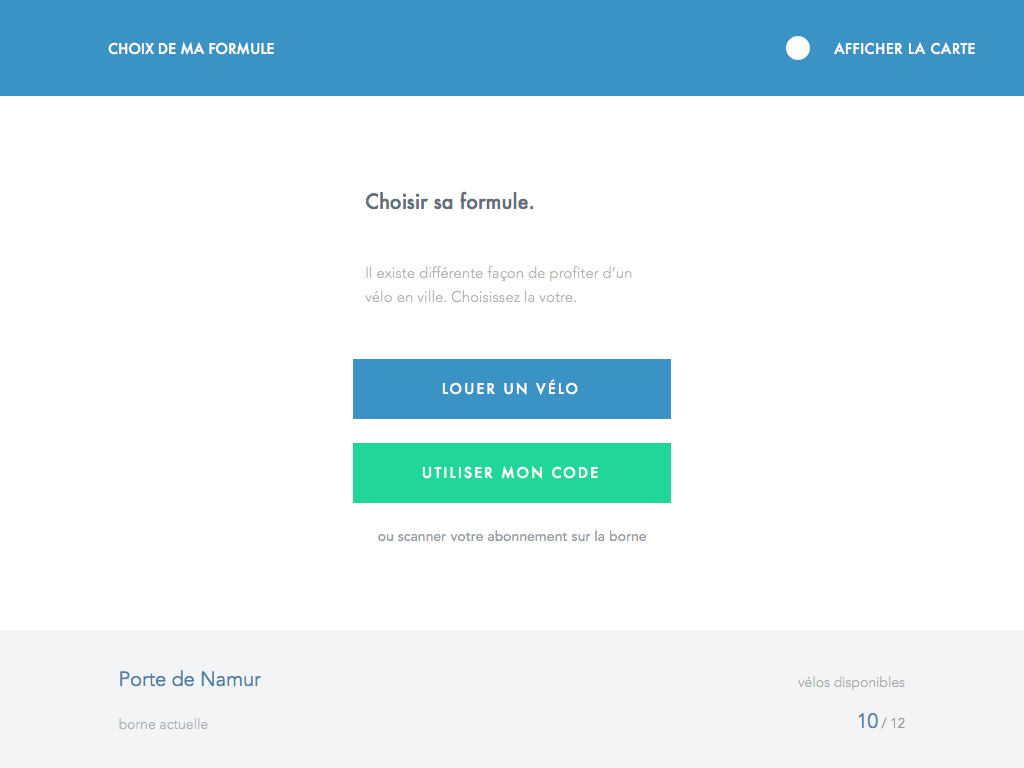 CHOIX DE MA FORMULE
AFFICHER LA CARTE
Choisir sa formule.
Il existe différente façon de profiter d’un
vélo en ville. Choisissez la votre.
LOUER UN VÉLO
UTILISER MON CODE
ou scanner votre abonnement sur la borne
Porte de Namur
borne actuelle
vélos disponibles
10 / 12